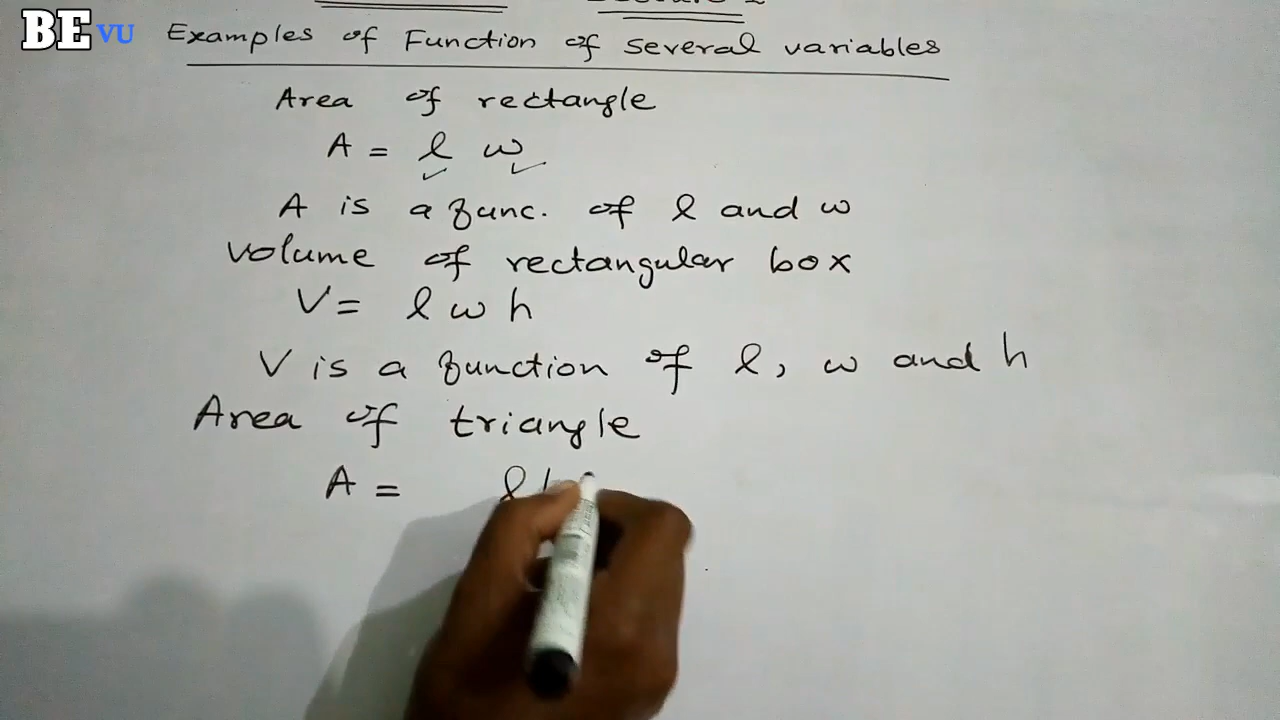 BE VU
Examples of Function of several variables
Area of rectangle
A = l w
A is a func. of l and w
volume of rectangular box
V = l w h
V is a function of l, w and h
Area of triangle
A = l